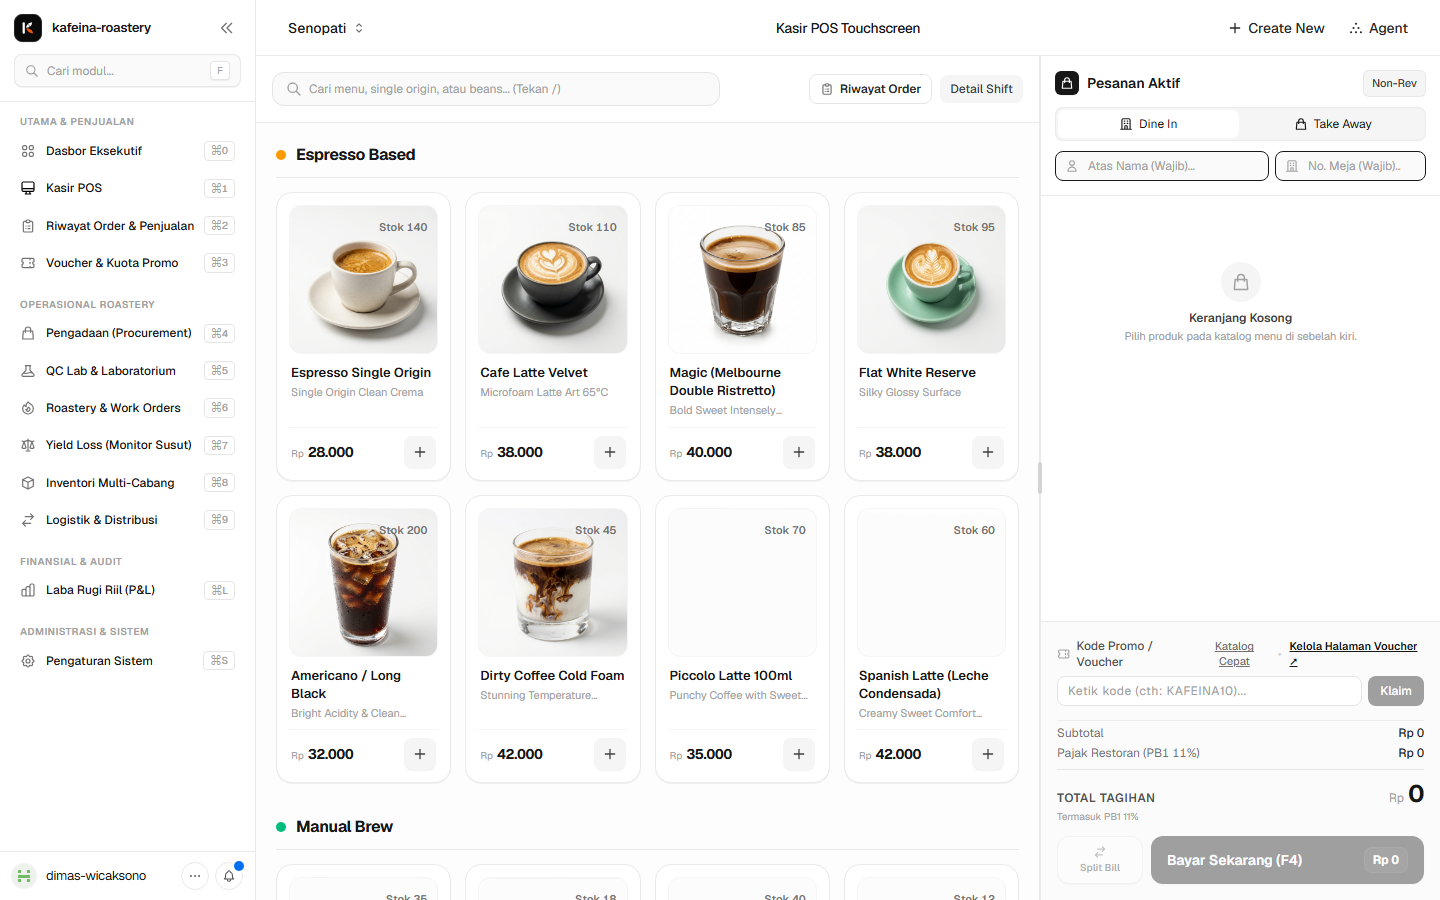 kafeina-roastery
Cari modul...
F
UTAMA & PENJUALAN
Dasbor Eksekutif
⌘0
Kasir POS
⌘1
Riwayat Order & Penjualan
⌘2
Voucher & Kuota Promo
⌘3
OPERASIONAL ROASTERY
Pengadaan (Procurement)
⌘4
QC Lab & Laboratorium
⌘5
Roastery & Work Orders
⌘6
Yield Loss (Monitor Susut)
⌘7
Inventori Multi-Cabang
⌘8
Logistik & Distribusi
⌘9
FINANSIAL & AUDIT
Laba Rugi Riil (P&L)
⌘L
ADMINISTRASI & SISTEM
Pengaturan Sistem
⌘S
dimas-wicaksono
Senopati
Kasir POS Touchscreen
Create New
Agent
Cari menu, single origin, atau beans... (Tekan /)
Riwayat Order
Detail Shift
Espresso Based
Stok 140
Espresso Single Origin
Single Origin Clean Crema
Rp 28.000
Stok 110
Cafe Latte Velvet
Microfoam Latte Art 65°C
Rp 38.000
Stok 85
Magic (Melbourne
Double Ristretto)
Bold Sweet Intensely...
Rp 40.000
Stok 95
Flat White Reserve
Silky Glossy Surface
Rp 38.000
Stok 200
Americano / Long
Black
Bright Acidity & Clean...
Rp 32.000
Stok 45
Dirty Coffee Cold Foam
Stunning Temperature...
Rp 42.000
Stok 70
Piccolo Latte 100ml
Punchy Coffee with Sweet...
Rp 35.000
Stok 60
Spanish Latte (Leche
Condensada)
Creamy Sweet Comfort...
Rp 42.000
Manual Brew
Stok 35
Stok 18
Stok 40
Stok 12
Pesanan Aktif
Non-Rev
Dine In
Take Away
Atas Nama (Wajib)...
No. Meja (Wajib)..
Keranjang Kosong
Pilih produk pada katalog menu di sebelah kiri.
Kode Promo /
Voucher
Katalog
Cepat
·
Kelola Halaman Voucher
↗
Ketik kode (cth: KAFEINA10)...
Klaim
Subtotal
Rp 0
Pajak Restoran (PB1 11%)
Rp 0
TOTAL TAGIHAN
Rp 0
Termasuk PB1 11%
Split Bill
Bayar Sekarang (F4)
Rp 0